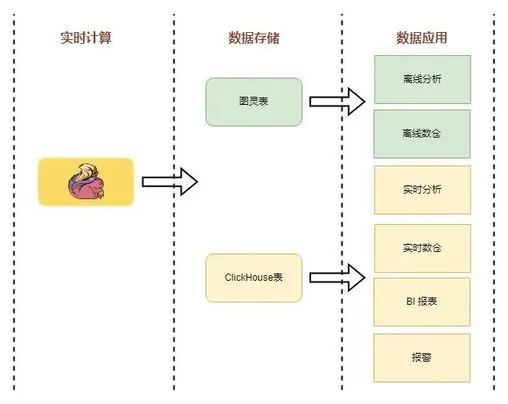 实时计算
数据存储
数据应用
图灵表
ClickHouse表
离线分析
离线数仓
实时分析
实时数仓
BI 报表
报警